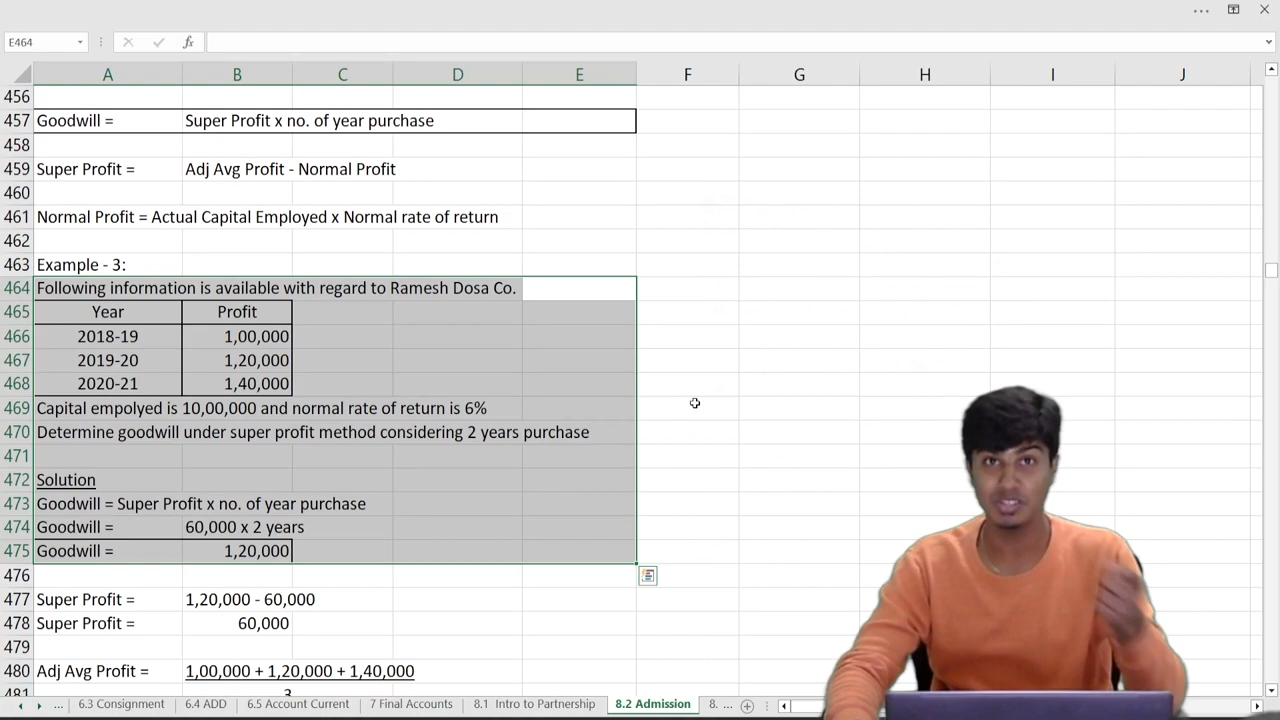 E464
fx
A B C D E F G H I J
456
457 Goodwill = Super Profit x no. of year purchase
458
459 Super Profit = Adj Avg Profit - Normal Profit
460
461 Normal Profit = Actual Capital Employed x Normal rate of return
462
463 Example - 3:
464 Following information is available with regard to Ramesh Dosa Co.
465 Year Profit
466 2018-19 1,00,000
467 2019-20 1,20,000
468 2020-21 1,40,000
469 Capital empolyed is 10,00,000 and normal rate of return is 6%
470 Determine goodwill under super profit method considering 2 years purchase
471
472 Solution
473 Goodwill = Super Profit x no. of year purchase
474 Goodwill = 60,000 x 2 years
475 Goodwill = 1,20,000
476
477 Super Profit = 1,20,000 - 60,000
478 Super Profit = 60,000
479
480 Adj Avg Profit = 1,00,000 + 1,20,000 + 1,40,000
481 3
... 6.3 Consignment 6.4 ADD 6.5 Account Current 7 Final Accounts 8.1 Intro to Partnership 8.2 Admission 8. ...